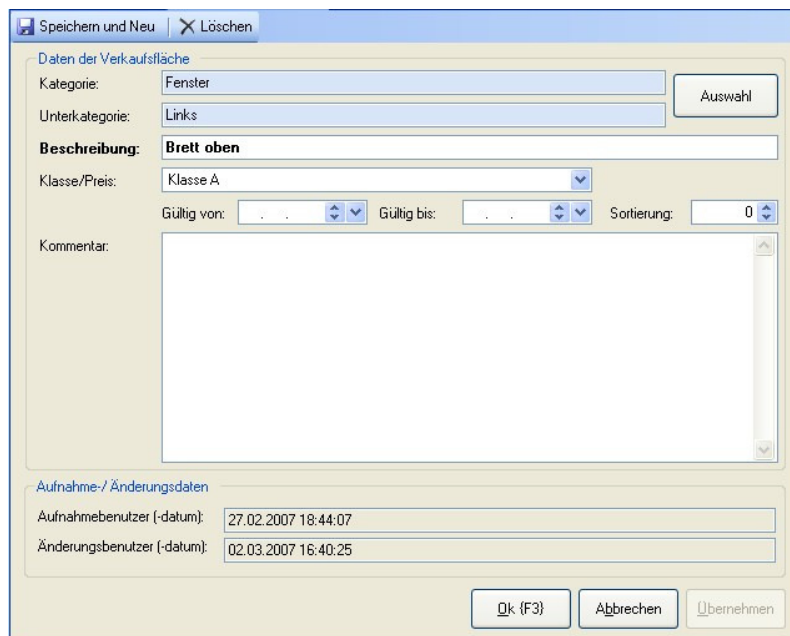 Speichern und Neu Löschen
Daten der Verkaufsfläche
Kategorie: Fenster
Auswahl
Unterkategorie: Links
Beschreibung: Brett oben
Klasse/Preis: Klasse A
Gültig von: . . Gültig bis: . . Sortierung: 0
Kommentar:
Aufnahme-/ Änderungsdaten
Aufnahmebenutzer (-datum): 27.02.2007 18:44:07
Änderungsbenutzer (-datum): 02.03.2007 16:40:25
Ok {F3} Abbrechen Übernehmen